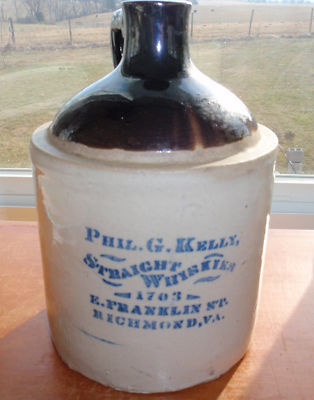 PHIL. G. KELLY,
STRAIGHT
WHISKIES
1703
E. FRANKLIN ST.
RICHMOND, VA.